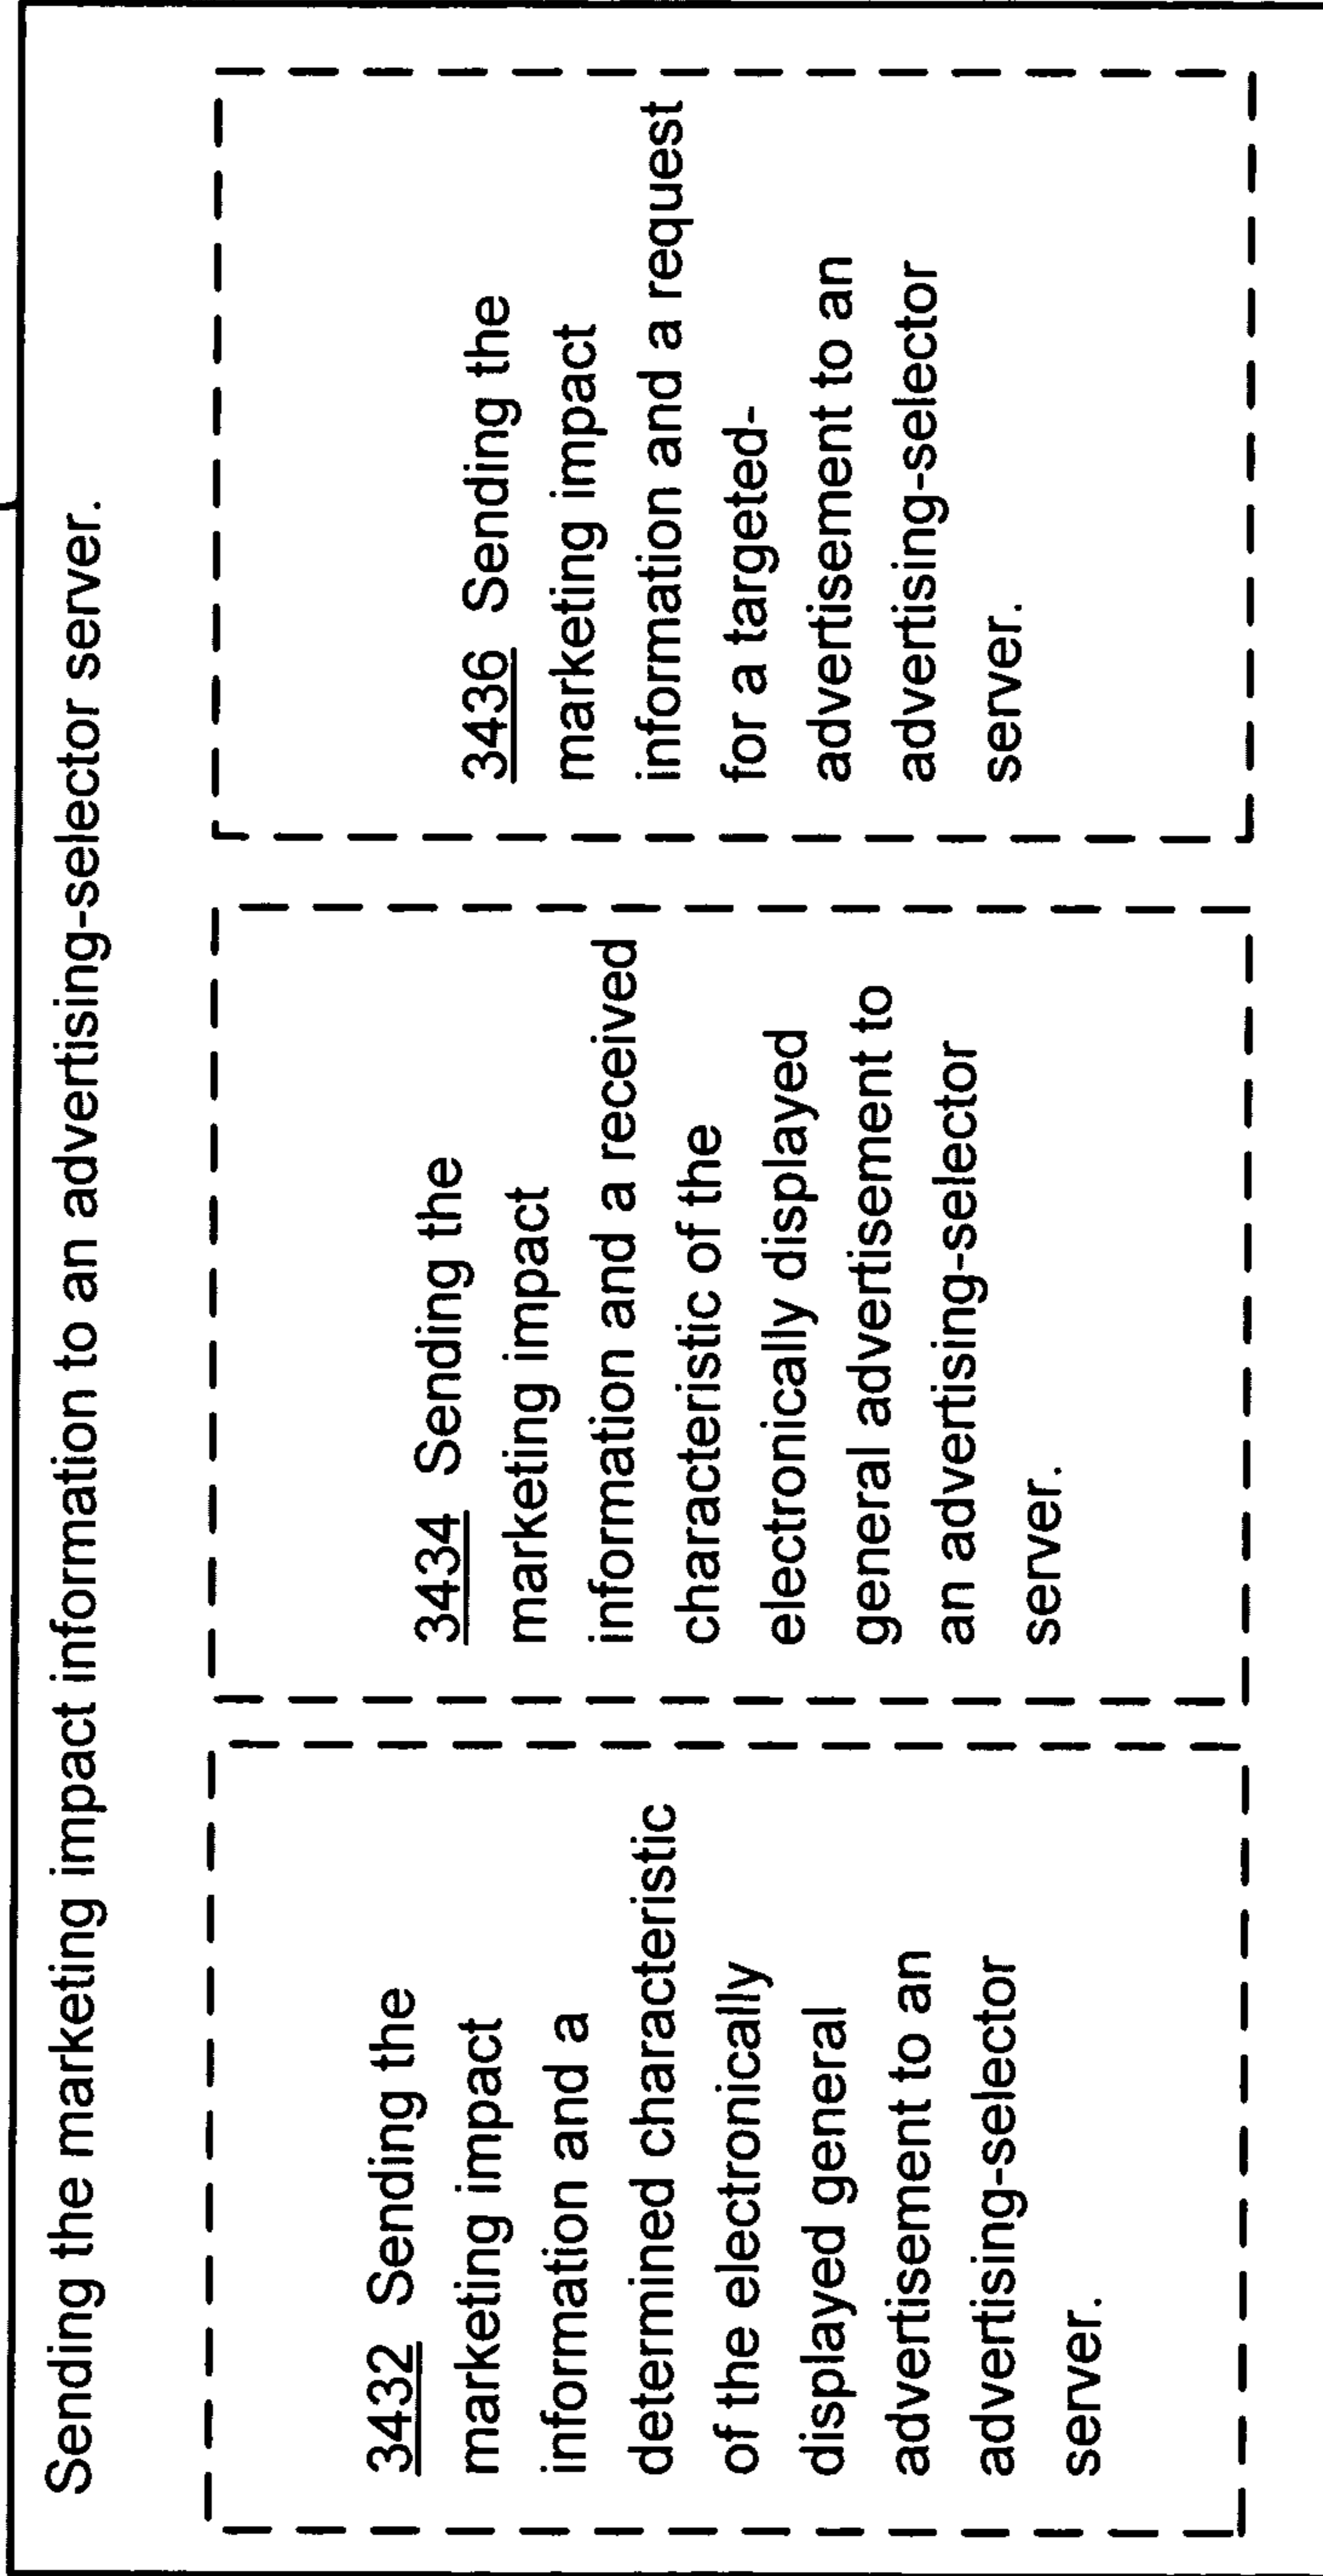 Sending the marketing impact information to an advertising-selector server.
3432 Sending the
marketing impact
information and a
determined characteristic
of the electronically
displayed general
advertisement to an
advertising-selector
server.
3434 Sending the
marketing impact
information and a received
characteristic of the
electronically displayed
general advertisement to
an advertising-selector
server.
3436 Sending the
marketing impact
information and a request
for a targeted-
advertisement to an
advertising-selector
server.